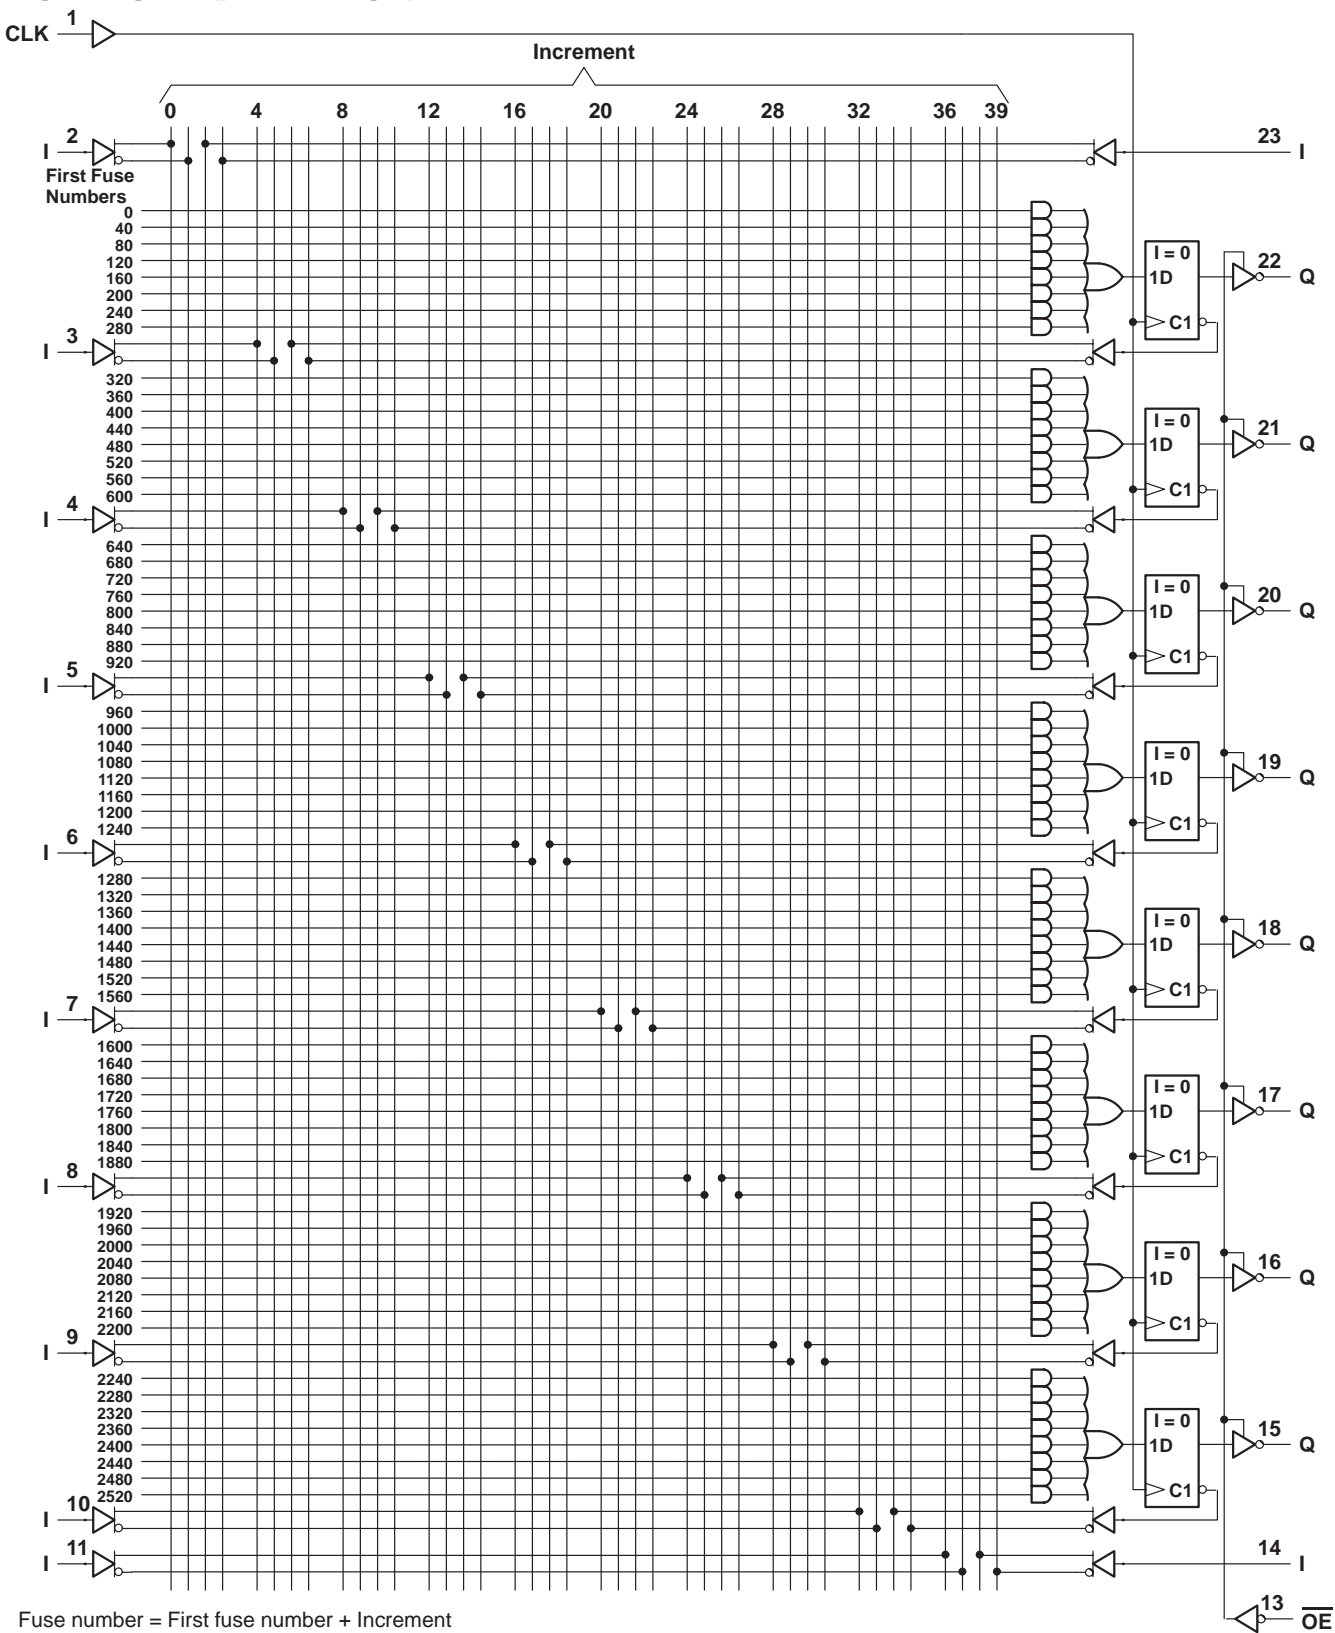 1
CLK
Increment
0 4 8 12 16 20 24 28 32 36 39
2
I
23
I
First Fuse
Numbers
0
40
80
120
160
200
240
280
I = 0
1D
C1
22
Q
3
I
320
360
400
440
480
520
560
600
I = 0
1D
C1
21
Q
4
I
640
680
720
760
800
840
880
920
I = 0
1D
C1
20
Q
5
I
960
1000
1040
1080
1120
1160
1200
1240
I = 0
1D
C1
19
Q
6
I
1280
1320
1360
1400
1440
1480
1520
1560
I = 0
1D
C1
18
Q
7
I
1600
1640
1680
1720
1760
1800
1840
1880
I = 0
1D
C1
17
Q
8
I
1920
1960
2000
2040
2080
2120
2160
2200
I = 0
1D
C1
16
Q
9
I
2240
2280
2320
2360
2400
2440
2480
2520
I = 0
1D
C1
15
Q
10
I
11
I
14
I
13
O̅E̅
Fuse number = First fuse number + Increment